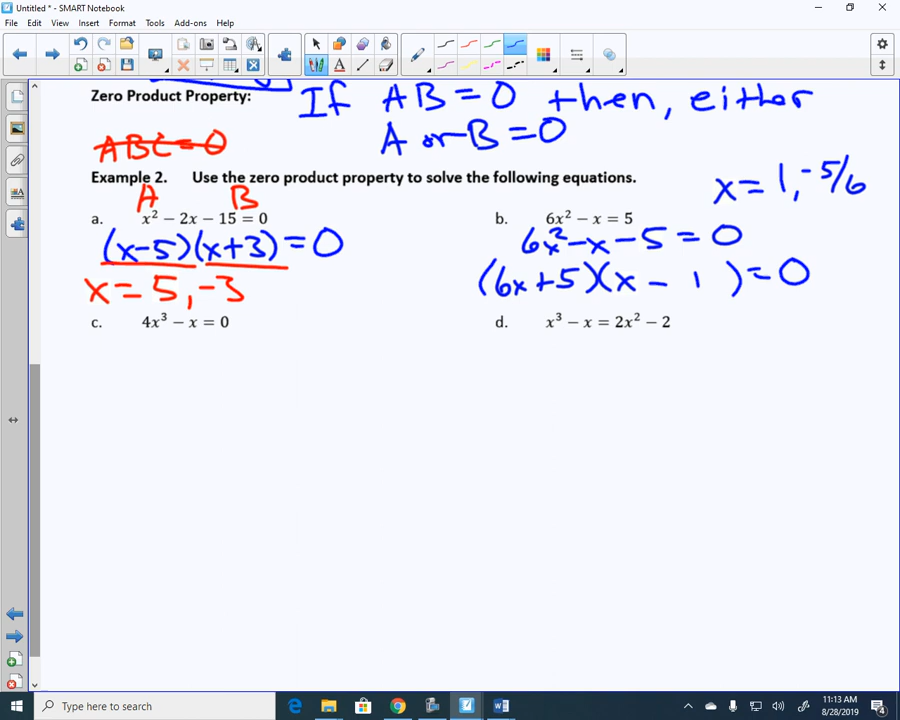 Untitled * - SMART Notebook
File Edit View Insert Format Tools Add-ons Help
Zero Product Property:
If AB=0 then, either
A or B=0
ABC=0
Example 2. Use the zero product property to solve the following equations.
x=1,-5/6
A B
a. x² − 2x − 15 = 0
b. 6x² − x = 5
(x-5)(x+3)=0
6x²-x-5=0
x=5,-3
(6x+5)(x-1)=0
c. 4x³ − x = 0
d. x³ − x = 2x² − 2
Type here to search
11:13 AM
8/28/2019
4